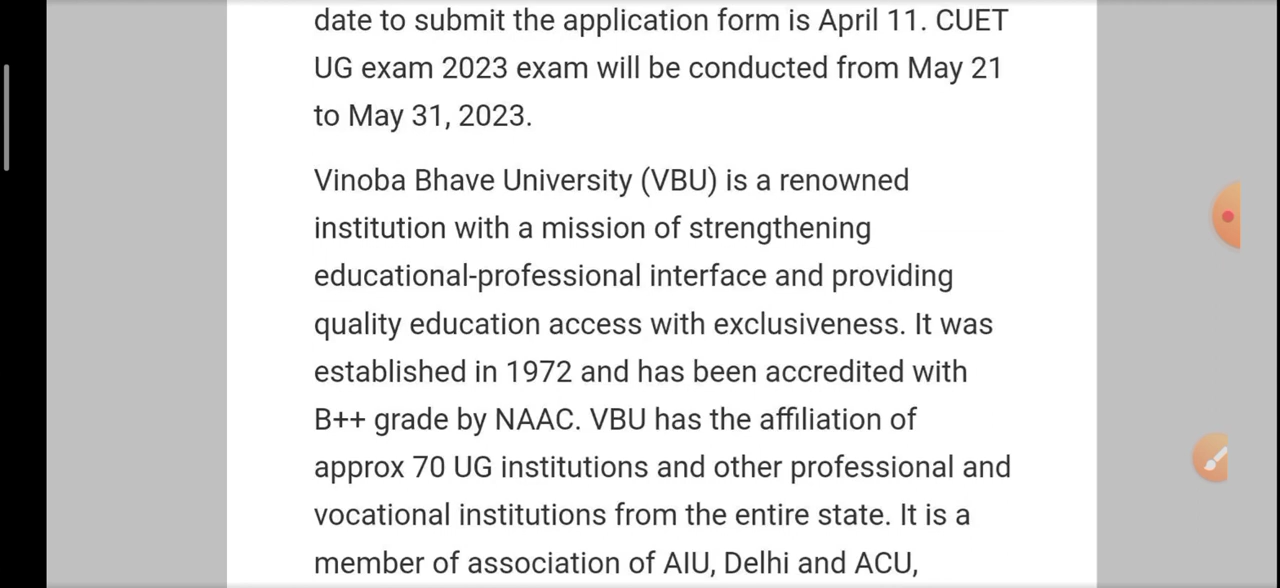 date to submit the application form is April 11. CUET
UG exam 2023 exam will be conducted from May 21
to May 31, 2023.
Vinoba Bhave University (VBU) is a renowned
institution with a mission of strengthening
educational-professional interface and providing
quality education access with exclusiveness. It was
established in 1972 and has been accredited with
B++ grade by NAAC. VBU has the affiliation of
approx 70 UG institutions and other professional and
vocational institutions from the entire state. It is a
member of association of AIU, Delhi and ACU,